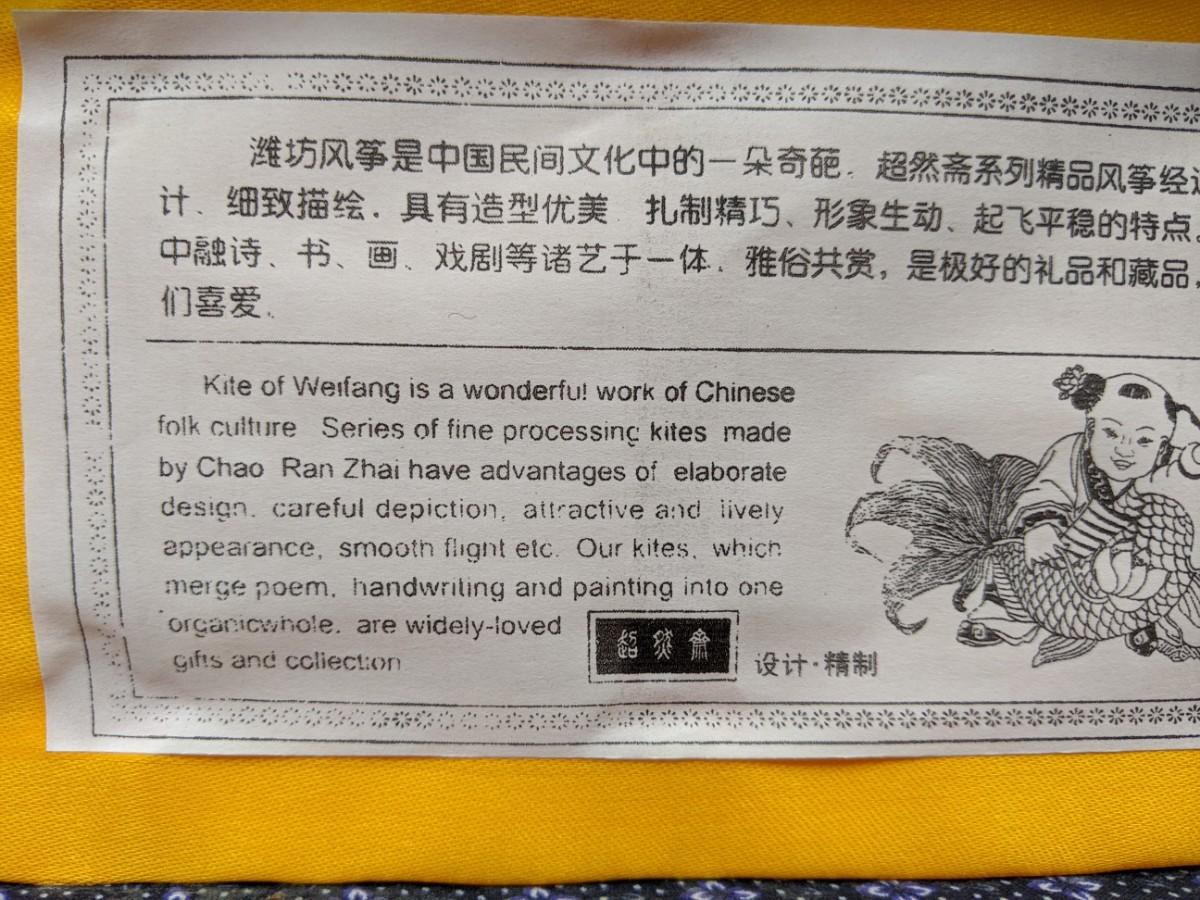 潍坊风筝是中国民间文化中的一朵奇葩．超然斋系列精品风筝经
计、细致描绘．具有造型优美 扎制精巧、形象生动、起飞平稳的特点。
中融诗、书、画、戏剧等诸艺于一体．雅俗共赏，是极好的礼品和藏品，
们喜爱．
Kite of Weifang is a wonderful work of Chinese
folk culture Series of fine processing kites made
by Chao Ran Zhai have advantages of elaborate
design. careful depiction, attractive and lively
appearance, smooth flight etc. Our kites, which
merge poem, handwriting and painting into one
organicwhole. are widely-loved
gifts and collection
超然斋
设计·精制